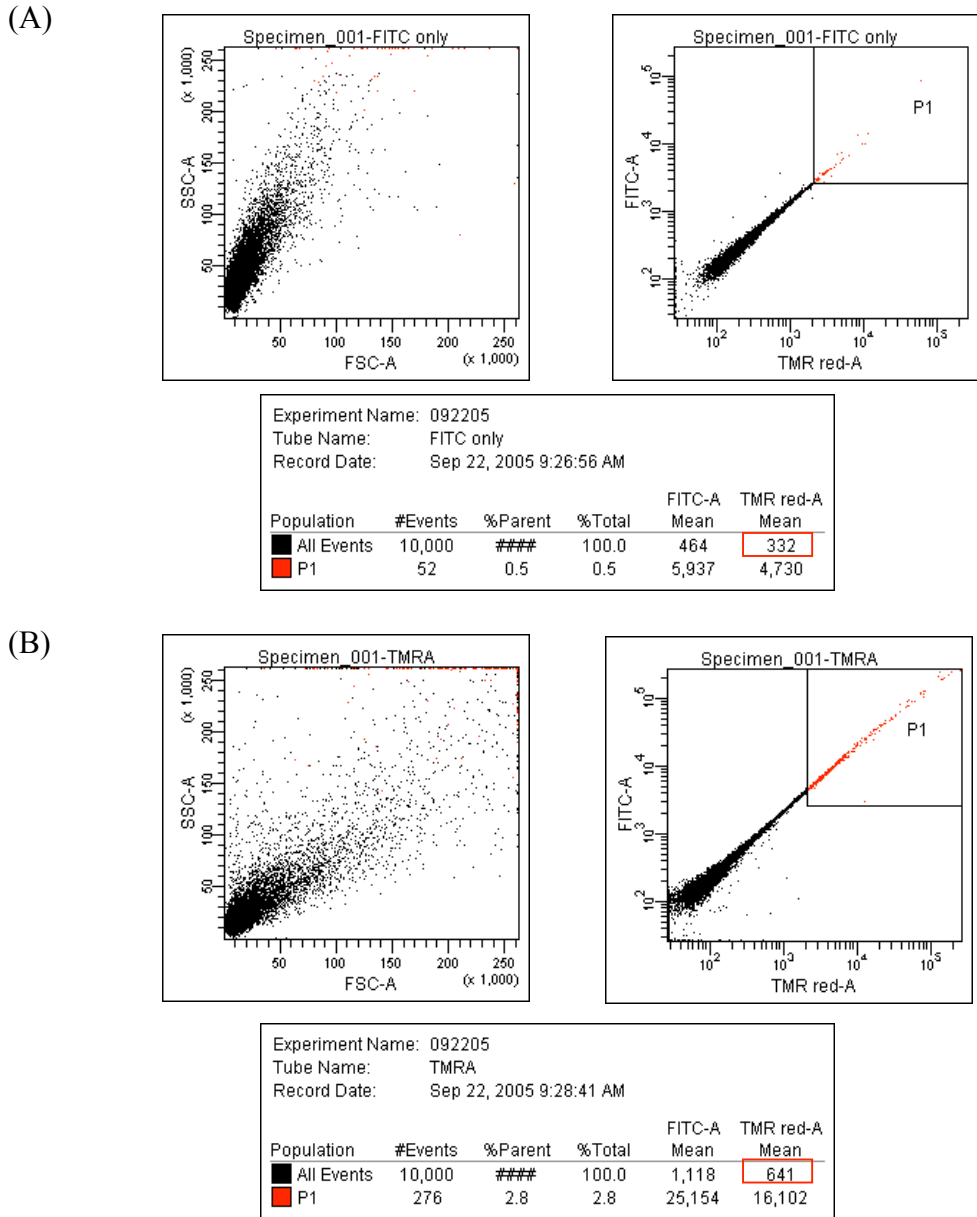 (A)
Specimen_001-FITC only
(x 1,000)
SSC-A
250
200
150
100
50
50 100 150 200 250
FSC-A
(x 1,000)
Specimen_001-FITC only
FITC-A
10^5
10^4
10^3
10^2
P1
10^2 10^3 10^4 10^5
TMR red-A
Experiment Name: 092205
Tube Name: FITC only
Record Date: Sep 22, 2005 9:26:56 AM
FITC-A TMR red-A
Population #Events %Parent %Total Mean Mean
All Events 10,000 #### 100.0 464 332
P1 52 0.5 0.5 5,937 4,730
(B)
Specimen_001-TMRA
(x 1,000)
SSC-A
250
200
150
100
50
50 100 150 200 250
FSC-A
(x 1,000)
Specimen_001-TMRA
FITC-A
10^5
10^4
10^3
10^2
P1
10^2 10^3 10^4 10^5
TMR red-A
Experiment Name: 092205
Tube Name: TMRA
Record Date: Sep 22, 2005 9:28:41 AM
FITC-A TMR red-A
Population #Events %Parent %Total Mean Mean
All Events 10,000 #### 100.0 1,118 641
P1 276 2.8 2.8 25,154 16,102